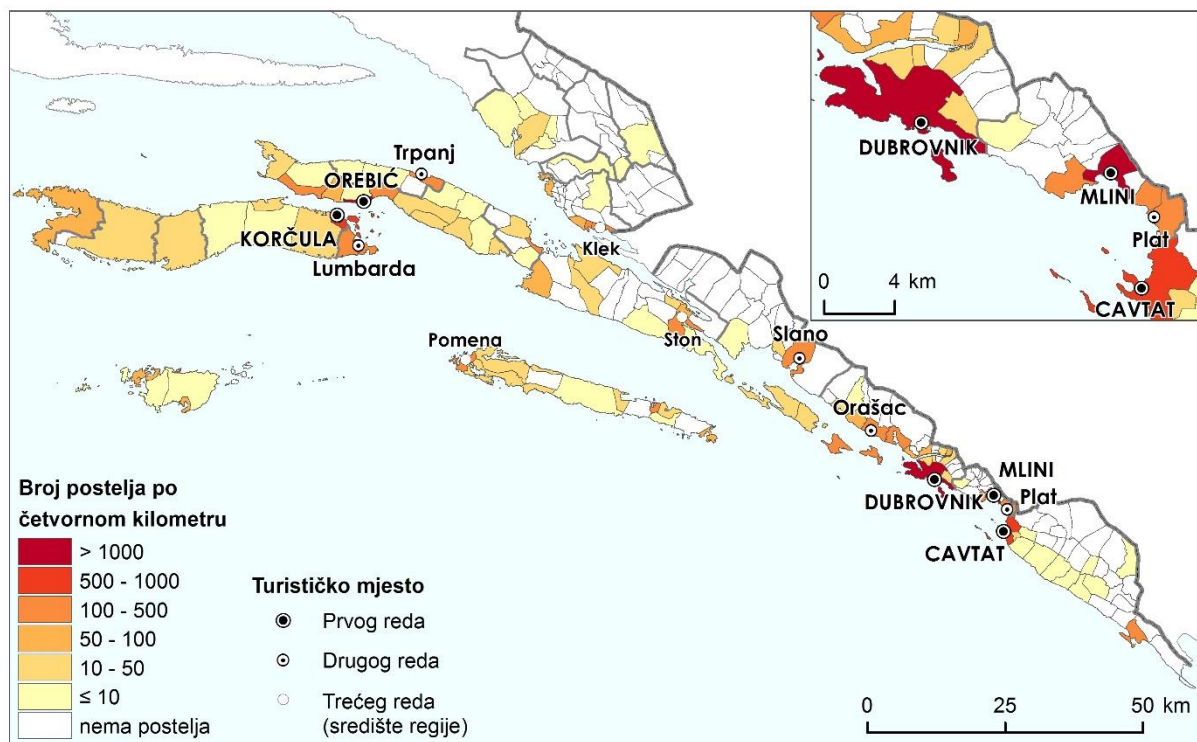 DUBROVNIK
MLINI
Plat
CAVTAT
0 4 km
Trpanj
OREBIĆ
KORČULA
Lumbarda
Klek
Slano
Pomena
Ston
Orašac
MLINI
Plat
DUBROVNIK
CAVTAT
Broj postelja po
četvornom kilometru
> 1000
500 - 1000
100 - 500
50 - 100
10 - 50
≤ 10
nema postelja
Turističko mjesto
Prvog reda
Drugog reda
Trećeg reda
(središte regije)
0 25 50 km